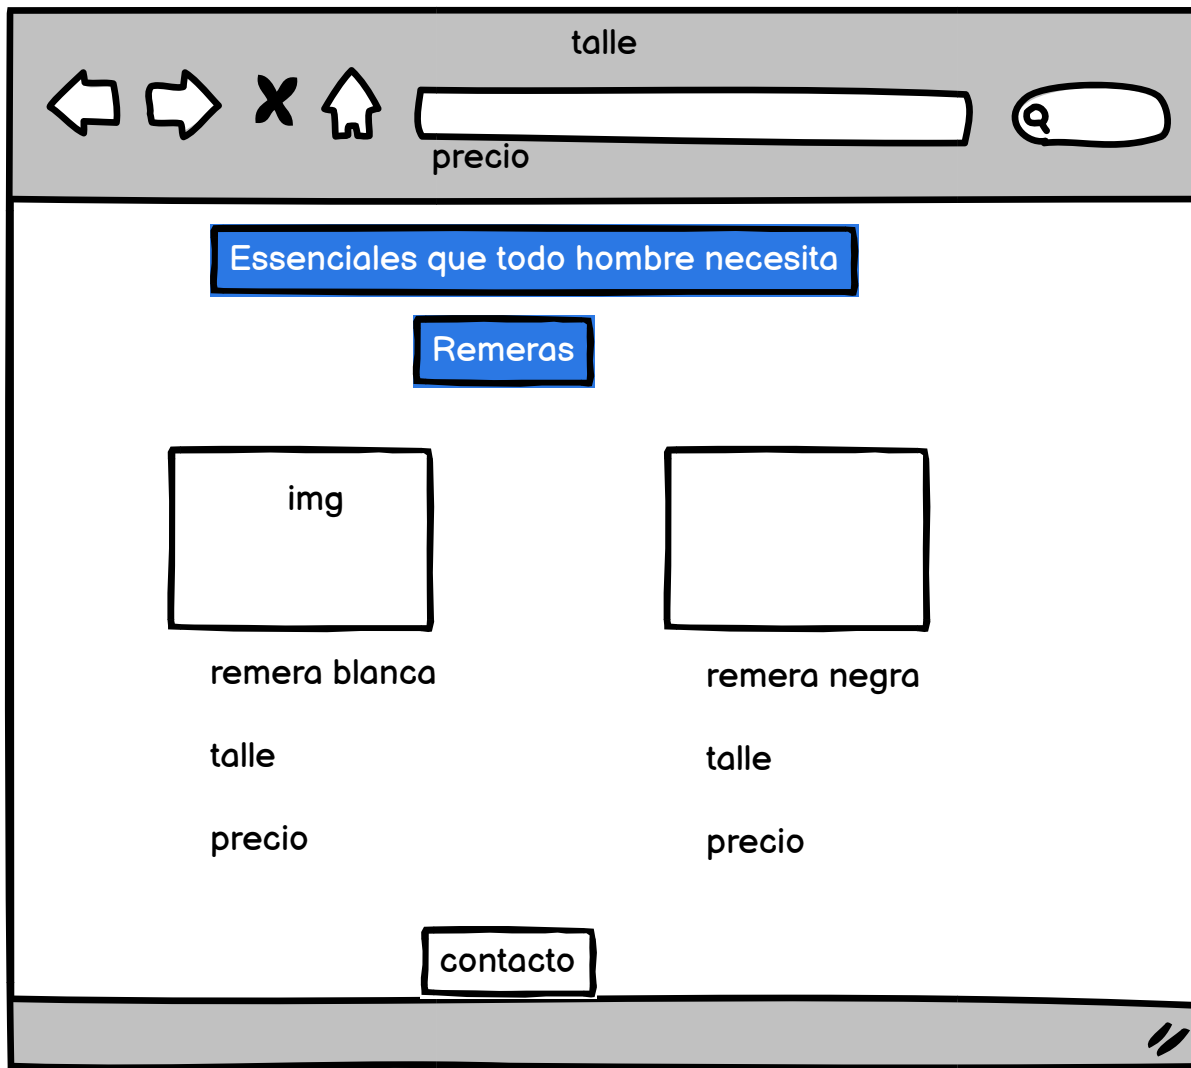 talle
precio
Essenciales que todo hombre necesita
Remeras
img
remera blanca
talle
precio
remera negra
talle
precio
contacto